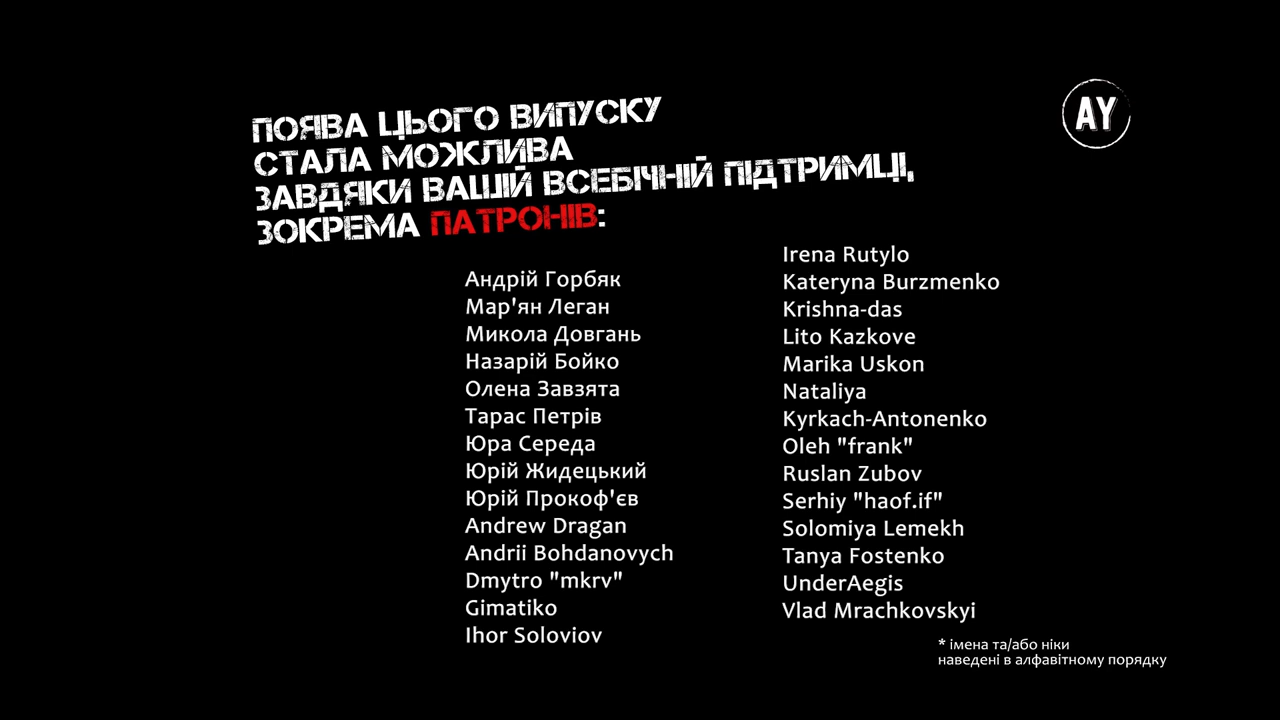 ПОЯВА ЦЬОГО ВИПУСКУ
СТАЛА МОЖЛИВА
ЗАВДЯКИ ВАШІЙ ВСЕБІЧНІЙ ПІДТРИМЦІ,
ЗОКРЕМА ПАТРОНІВ:
АУ
Андрій Горбяк
Мар'ян Леган
Микола Довгань
Назарій Бойко
Олена Завзята
Тарас Петрів
Юра Середа
Юрій Жидецький
Юрій Прокоф'єв
Andrew Dragan
Andrii Bohdanovych
Dmytro "mkrv"
Gimatiko
Ihor Soloviov
Irena Rutylo
Kateryna Burzmenko
Krishna-das
Lito Kazkove
Marika Uskon
Nataliya
Kyrkach-Antonenko
Oleh "frank"
Ruslan Zubov
Serhiy "haof.if"
Solomiya Lemekh
Tanya Fostenko
UnderAegis
Vlad Mrachkovskyi
* імена та/або ніки
наведені в алфавітному порядку